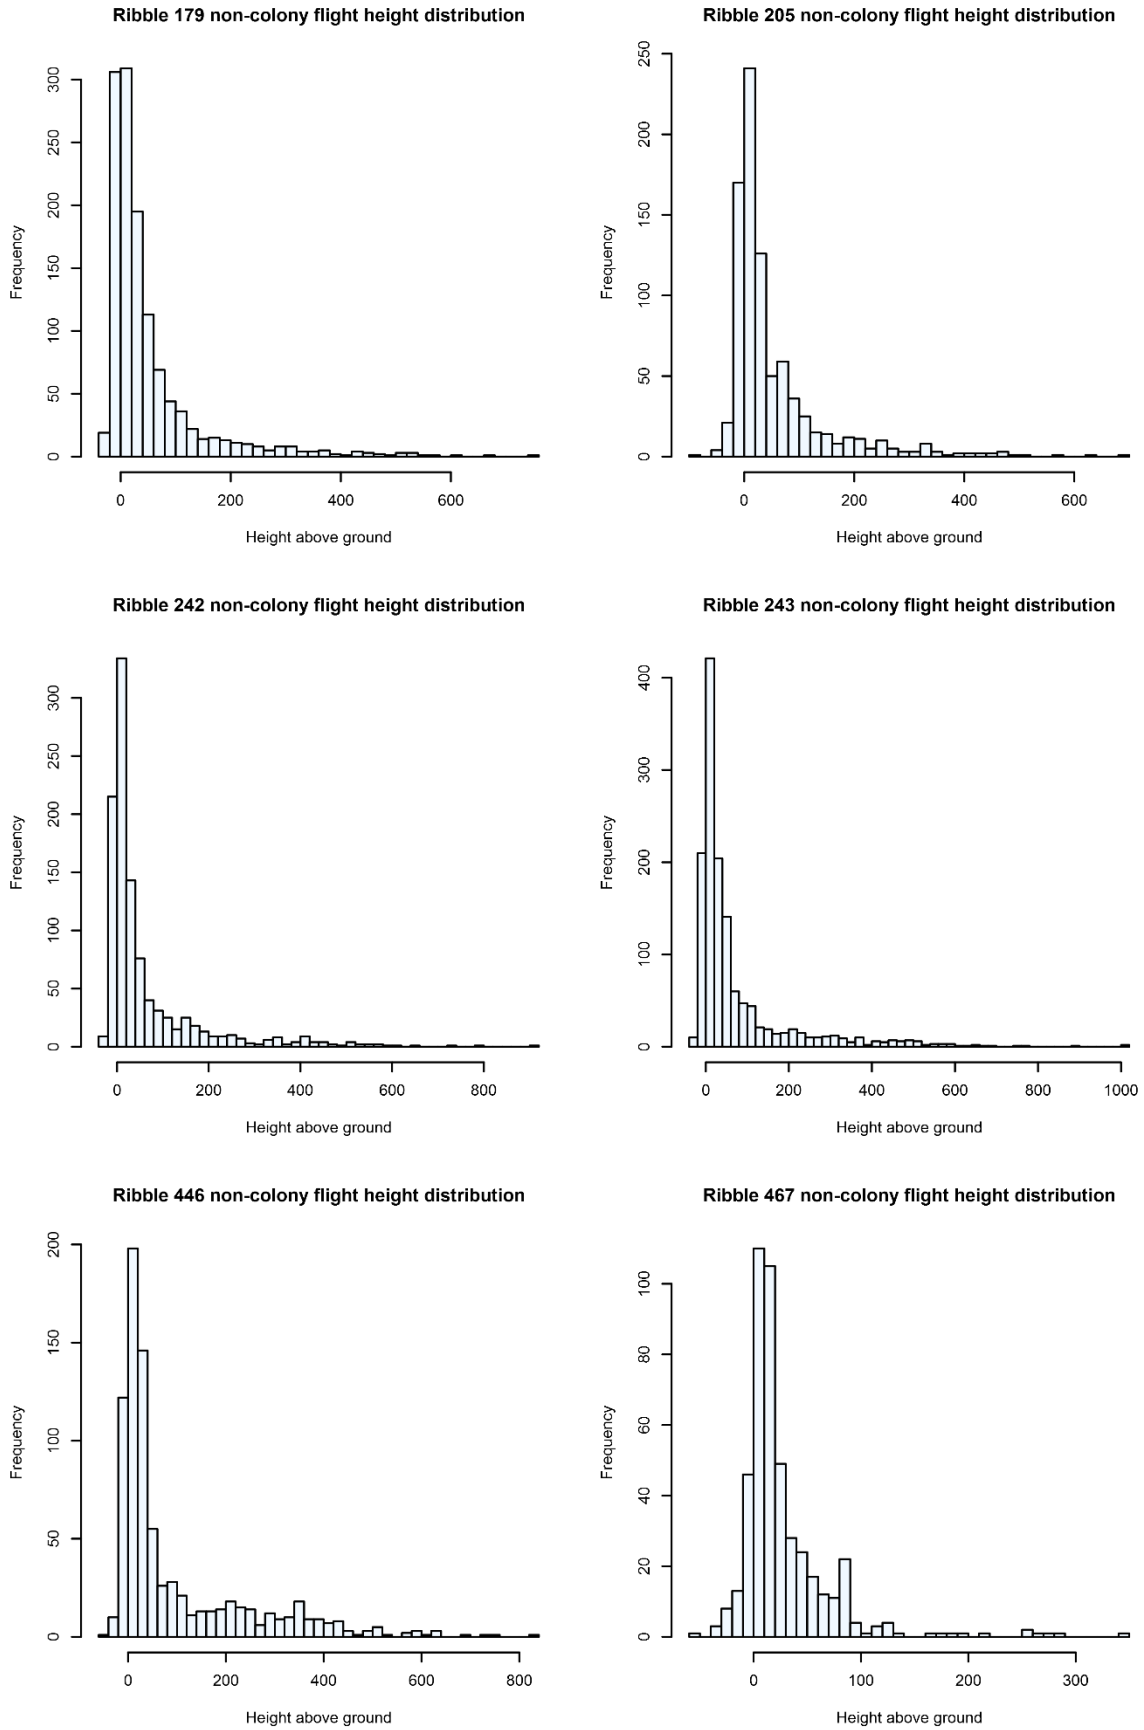 Ribble 179 non-colony flight height distribution
Frequency
0 50 100 150 200 250 300
0 200 400 600
Height above ground
Ribble 205 non-colony flight height distribution
Frequency
0 50 100 150 200 250
0 200 400 600
Height above ground
Ribble 242 non-colony flight height distribution
Frequency
0 50 100 150 200 250 300
0 200 400 600 800
Height above ground
Ribble 243 non-colony flight height distribution
Frequency
0 100 200 300 400
0 200 400 600 800 1000
Height above ground
Ribble 446 non-colony flight height distribution
Frequency
0 50 100 150 200
0 200 400 600 800
Height above ground
Ribble 467 non-colony flight height distribution
Frequency
0 20 40 60 80 100
0 100 200 300
Height above ground